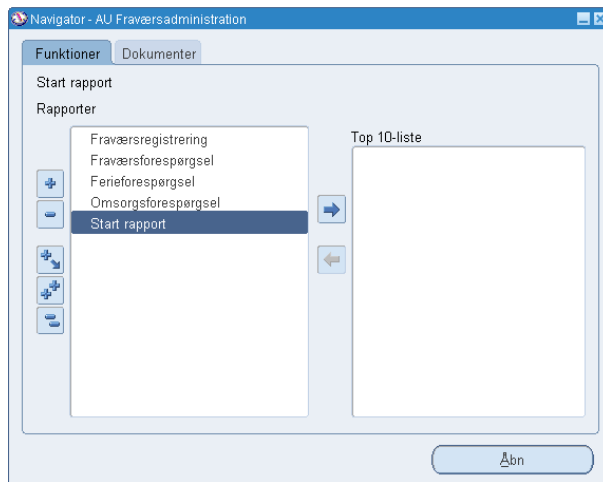 Navigator - AU Fraværsadministration
Funktioner
Dokumenter
Start rapport
Rapporter
Fraværsregistrering
Fraværsforespørgsel
Ferieforespørgsel
Omsorgsforespørgsel
Start rapport
Top 10-liste
Åbn